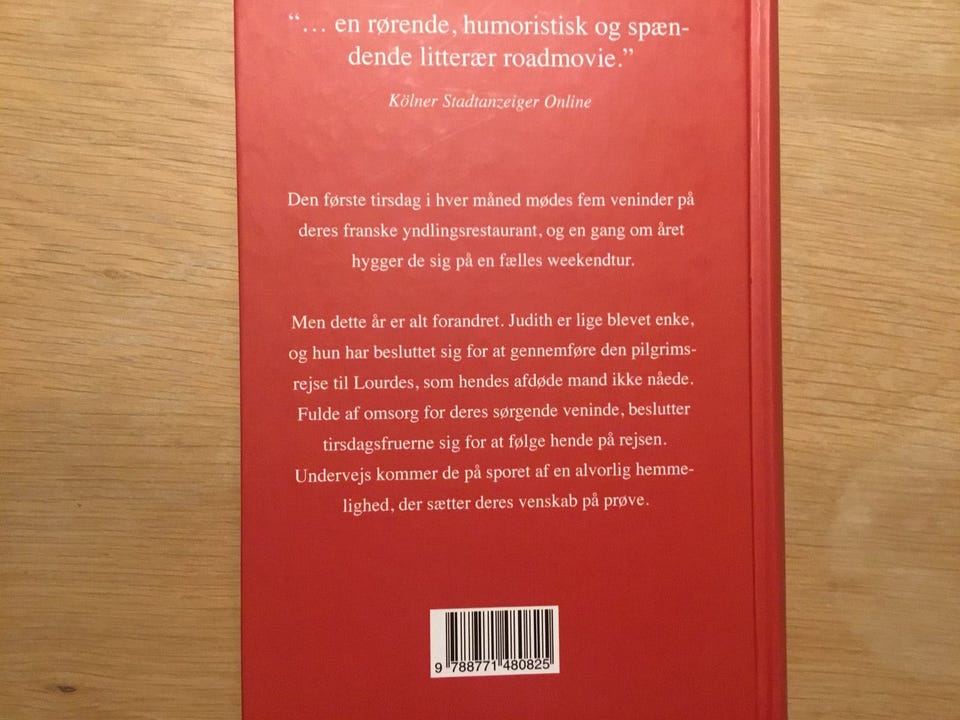 “... en rørende, humoristisk og spæn-
dende litterær roadmovie.”
Kölner Stadtanzeiger Online
Den første tirsdag i hver måned mødes fem veninder på
deres franske yndlingsrestaurant, og en gang om året
hygger de sig på en fælles weekendtur.
Men dette år er alt forandret. Judith er lige blevet enke,
og hun har besluttet sig for at gennemføre den pilgrims-
rejse til Lourdes, som hendes afdøde mand ikke nåede.
Fulde af omsorg for deres sørgende veninde, beslutter
tirsdagsfruerne sig for at følge hende på rejsen.
Undervejs kommer de på sporet af en alvorlig hemme-
lighed, der sætter deres venskab på prøve.
9 788771 480825